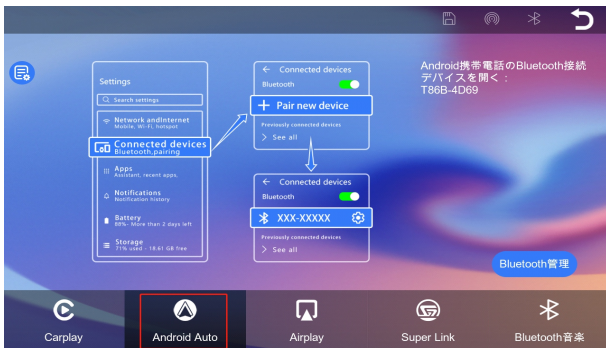 Settings
Search settings
Network andInternet
Mobile, Wi-Fi, hotspot
Connected devices
Bluetooth,pairing
Apps
Assistant, recent apps,
Notifications
Notification history
Battery
88%- More than 2 days left
Storage
71% used - 18.61 GB free
Connected devices
Bluetooth
Pair new device
Previously connected devices
See all
Connected devices
Bluetooth
XXX-XXXXX
Previously connected devices
See all
Android携帯電話のBluetooth接続
デバイスを開く：
T86B-4D69
Bluetooth管理
Carplay
Android Auto
Airplay
Super Link
Bluetooth音楽